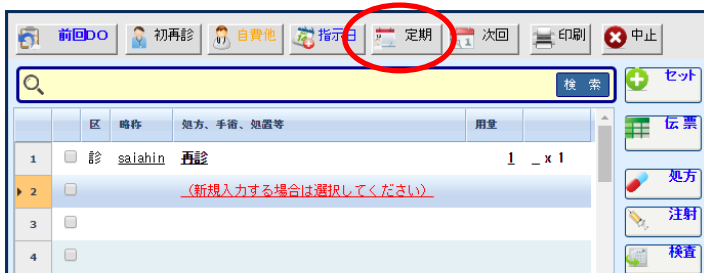 前回DO 初再診 自費他 指示日 定期 次回 印刷 中止
検 索 セット
区 略称 処方、手術、処置等 用量 伝 票
1 診 saiahin 再診 1 _ x 1
2 （新規入力する場合は選択してください） 処方
3 注射
4 検査